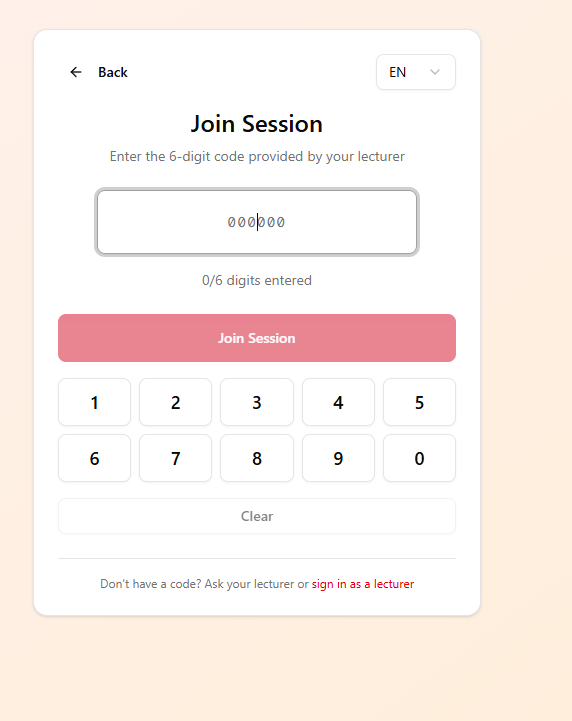 Back
EN
Join Session
Enter the 6-digit code provided by your lecturer
000000
0/6 digits entered
Join Session
1 2 3 4 5
6 7 8 9 0
Clear
Don't have a code? Ask your lecturer or sign in as a lecturer